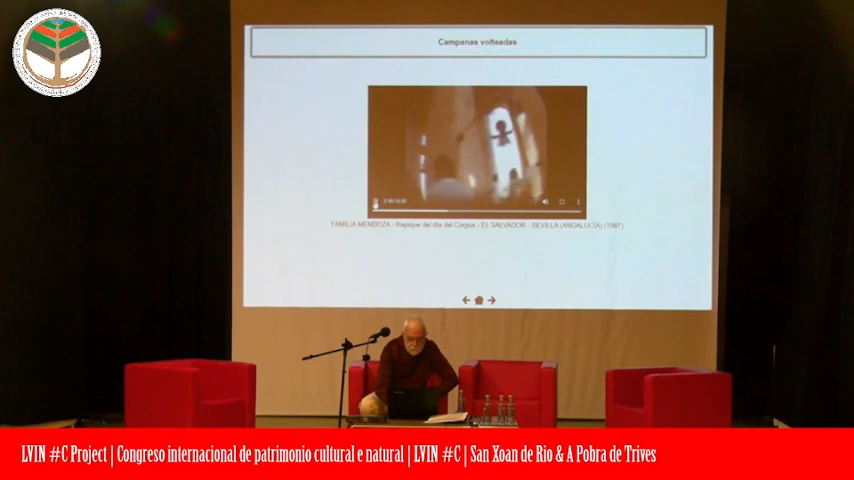 Campanas volteadas
FAMILIA MENDOZA - Repique del día del Corpus - EL SALVADOR - SEVILLA (ANDALUCÍA) (1997)
LVIN #C Project | Congreso internacional de patrimonio cultural e natural | LVIN #C | San Xoan de Rio & A Pobra de Trives